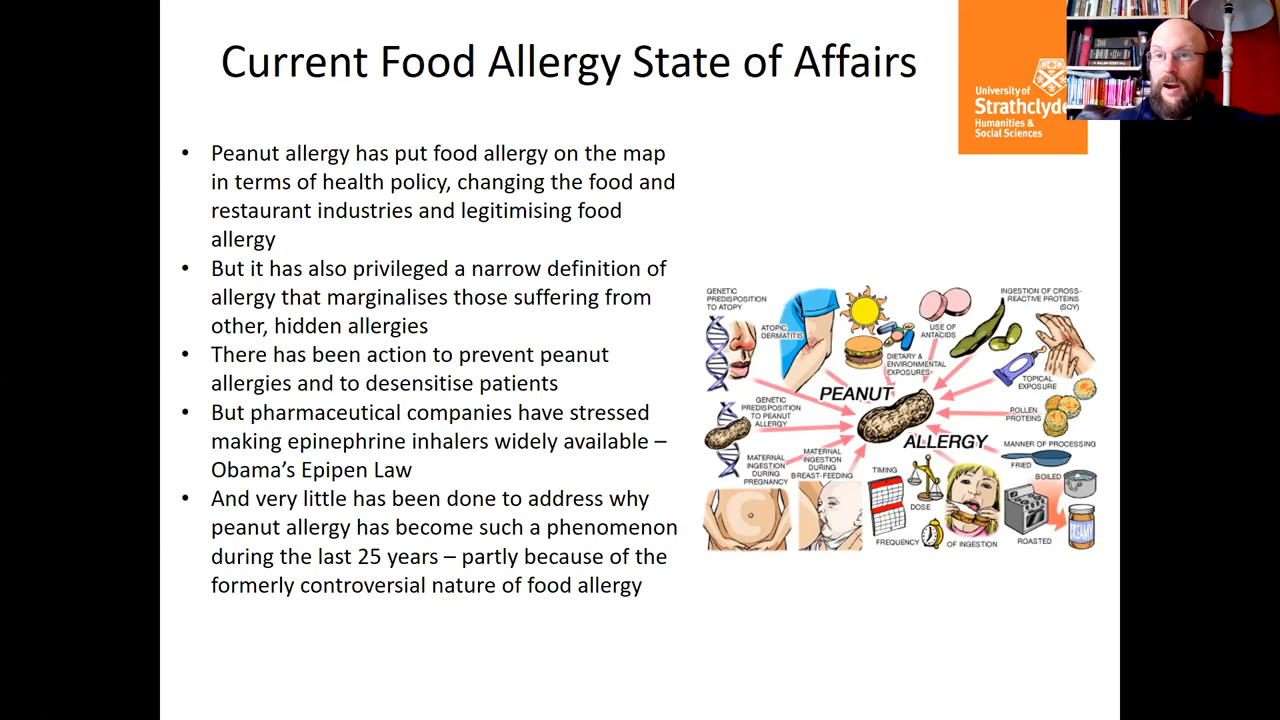 Current Food Allergy State of Affairs
University of
Strathclyde
Humanities &
Social Sciences
• Peanut allergy has put food allergy on the map
in terms of health policy, changing the food and
restaurant industries and legitimising food
allergy
• But it has also privileged a narrow definition of
allergy that marginalises those suffering from
other, hidden allergies
• There has been action to prevent peanut
allergies and to desensitise patients
• But pharmaceutical companies have stressed
making epinephrine inhalers widely available –
Obama's Epipen Law
• And very little has been done to address why
peanut allergy has become such a phenomenon
during the last 25 years – partly because of the
formerly controversial nature of food allergy
GENETIC
PREDISPOSITION
TO ATOPY
ATOPIC
DERMATITIS
DIETARY &
ENVIRONMENTAL
EXPOSURES
USE OF
ANTACIDS
INGESTION OF CROSS-
REACTIVE PROTEINS
(SOY)
TOPICAL
EXPOSURE
PEANUT
ALLERGY
GENETIC
PREDISPOSITION
TO PEANUT
ALLERGY
POLLEN
PROTEINS
MATERNAL
INGESTION
DURING
PREGNANCY
MATERNAL
INGESTION
DURING
BREAST-FEEDING
TIMING
DOSE
FREQUENCY
OF INGESTION
MANNER OF PROCESSING
FRIED
BOILED
ROASTED